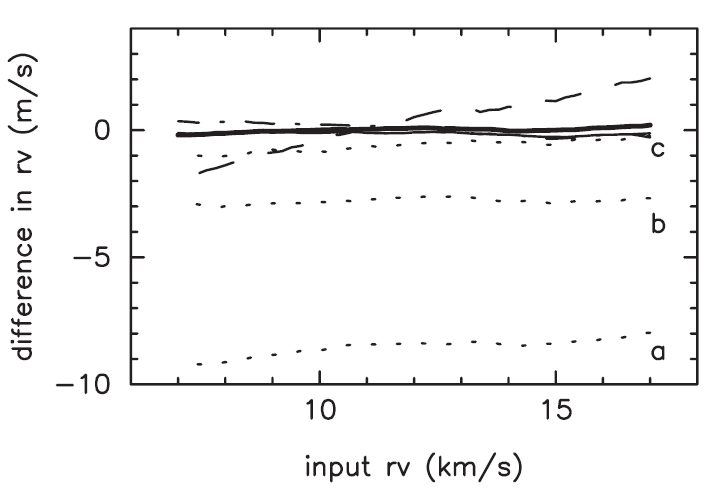 difference in rv (m/s)
0
−5
−10
c
b
a
10 15
input rv (km/s)